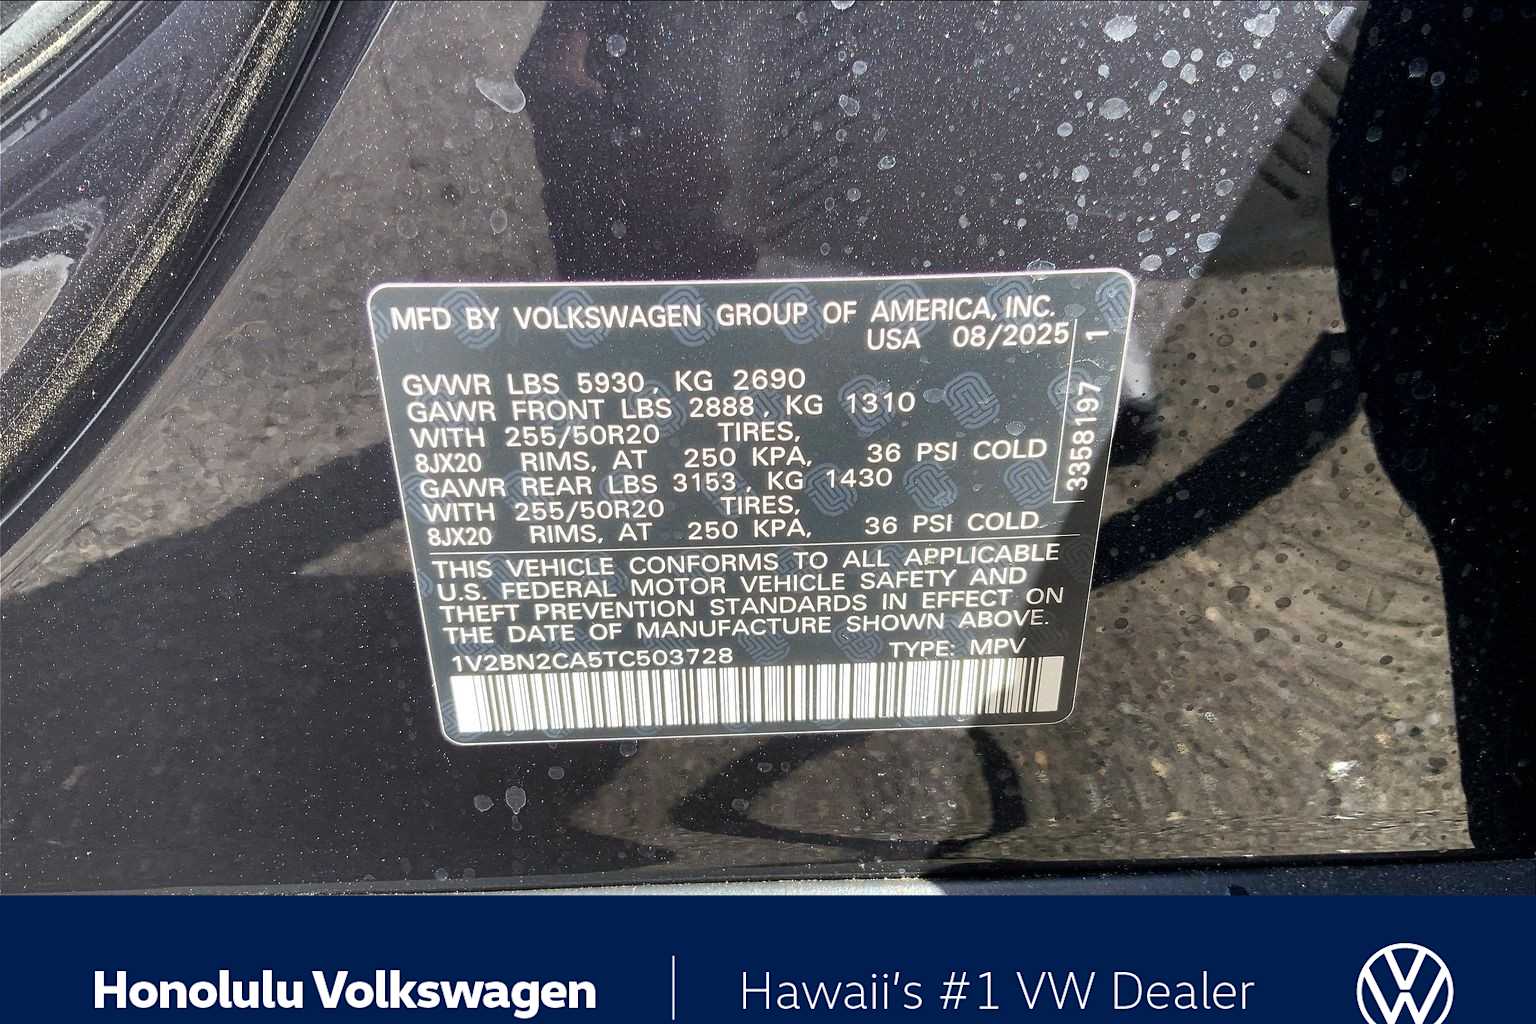 MFD BY VOLKSWAGEN GROUP OF AMERICA, INC.
USA 08/2025
GVWR LBS 5930, KG 2690
GAWR FRONT LBS 2888, KG 1310
WITH 255/50R20 TIRES,
8JX20 RIMS, AT 250 KPA, 36 PSI COLD
GAWR REAR LBS 3153, KG 1430
WITH 255/50R20 TIRES,
8JX20 RIMS, AT 250 KPA, 36 PSI COLD
3358197 1
THIS VEHICLE CONFORMS TO ALL APPLICABLE
U.S. FEDERAL MOTOR VEHICLE SAFETY AND
THEFT PREVENTION STANDARDS IN EFFECT ON
THE DATE OF MANUFACTURE SHOWN ABOVE.
1V2BN2CA5TC503728 TYPE: MPV
Honolulu Volkswagen | Hawaii's #1 VW Dealer